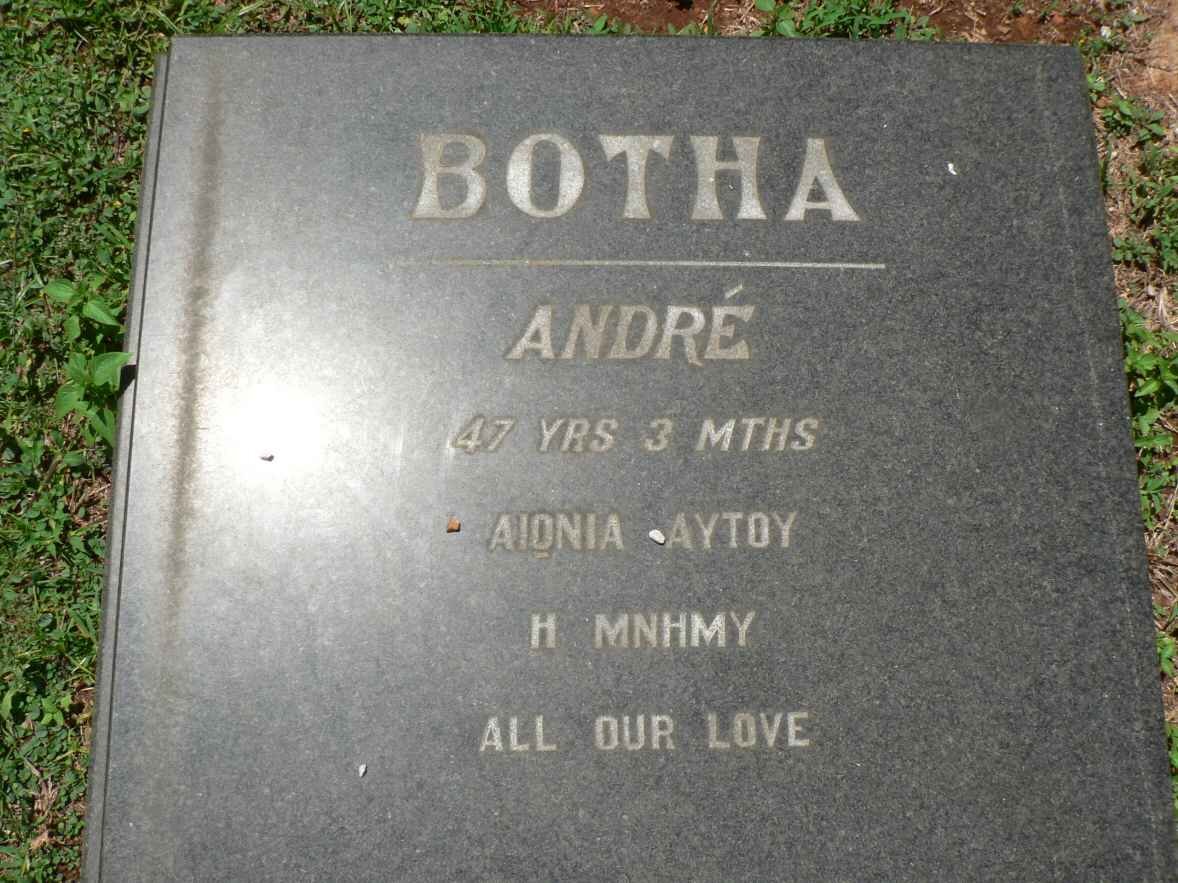 BOTHA
ANDRÉ
47 YRS 3 MTHS
ΑΙΩΝΙΑ ΑΥΤΟΥ
Η ΜΝΗΜΥ
ALL OUR LOVE